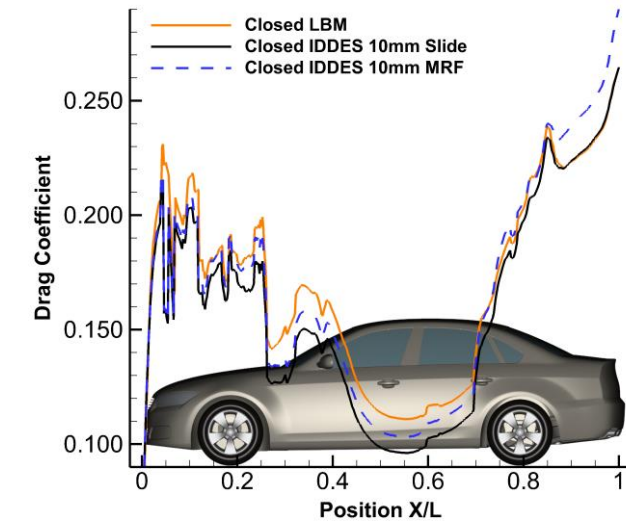 Closed LBM
Closed IDDES 10mm Slide
Closed IDDES 10mm MRF
0.250
0.200
0.150
0.100
Drag Coefficient
0 0.2 0.4 0.6 0.8 1
Position X/L